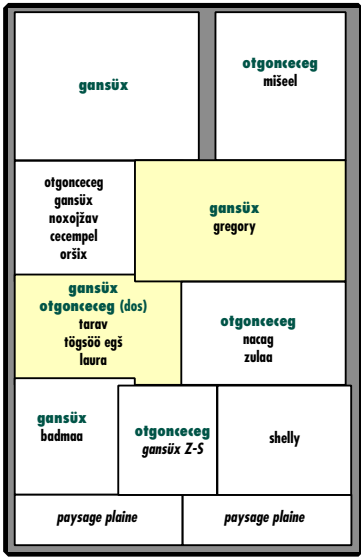 gansüx
otgonceceg
mišeel
otgonceceg
gansüx
noxojžav
cecempel
oršix
gansüx
gregory
gansüx
otgonceceg (dos)
tarav
tögsöö egš
laura
otgonceceg
nacag
zulaa
gansüx
badmaa
otgonceceg
gansüx Z-S
shelly
paysage plaine
paysage plaine